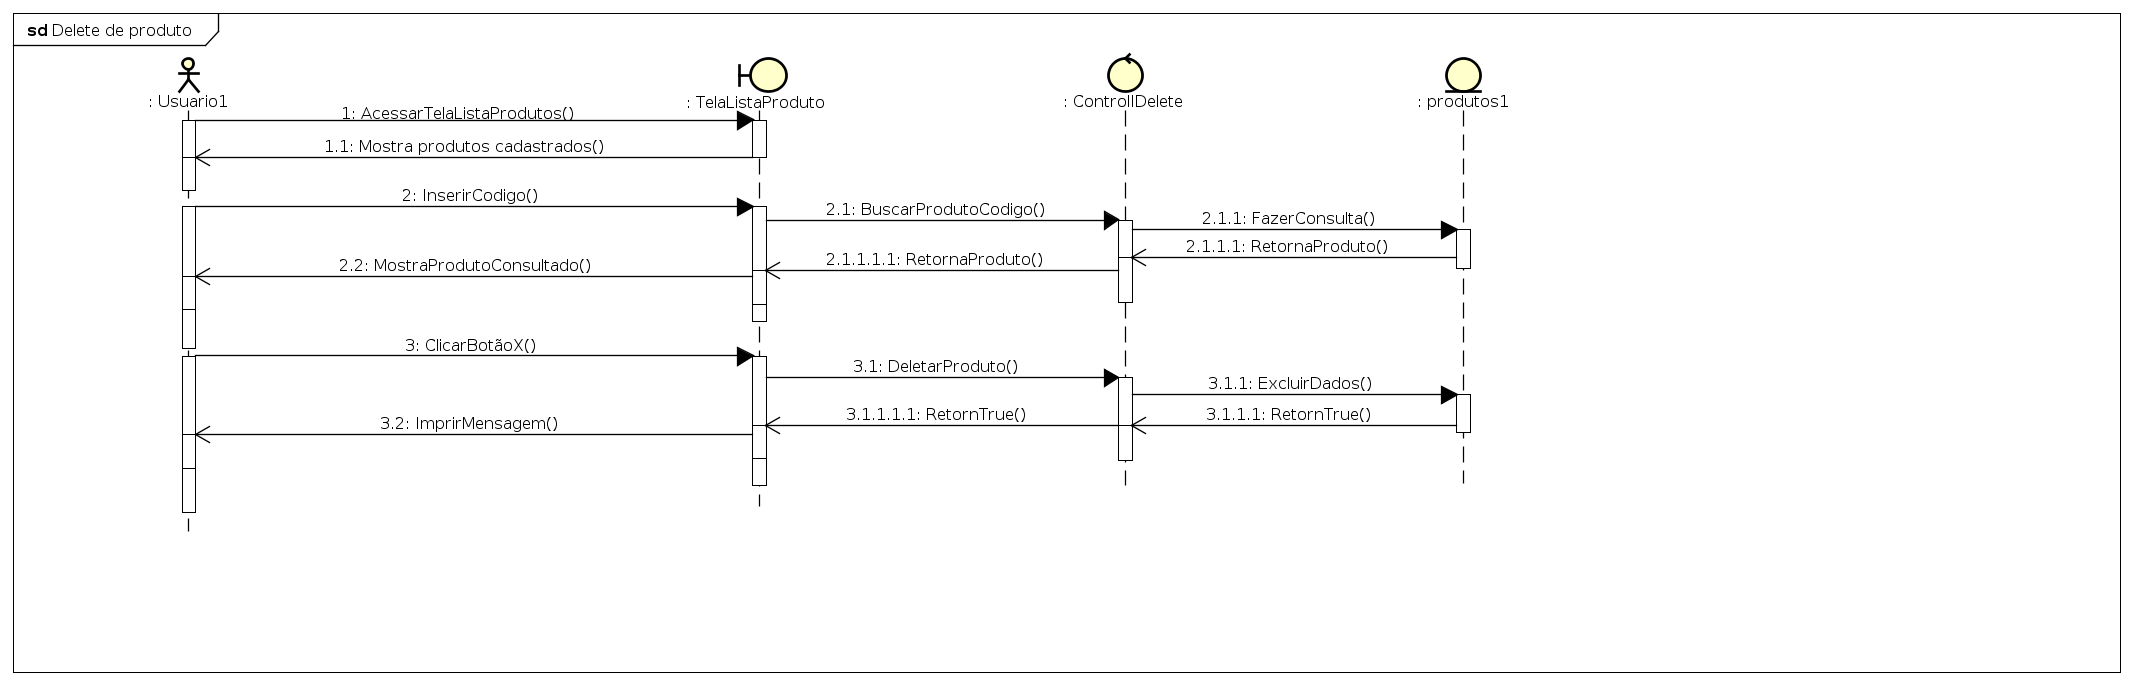 sd Delete de produto
: Usuario1
: TelaListaProduto
: ControllDelete
: produtos1
1: AcessarTelaListaProdutos()
1.1: Mostra produtos cadastrados()
2: InserirCodigo()
2.1: BuscarProdutoCodigo()
2.1.1: FazerConsulta()
2.1.1.1: RetornaProduto()
2.1.1.1.1: RetornaProduto()
2.2: MostraProdutoConsultado()
3: ClicarBotãoX()
3.1: DeletarProduto()
3.1.1: ExcluirDados()
3.1.1.1: RetornTrue()
3.1.1.1.1: RetornTrue()
3.2: ImprirMensagem()